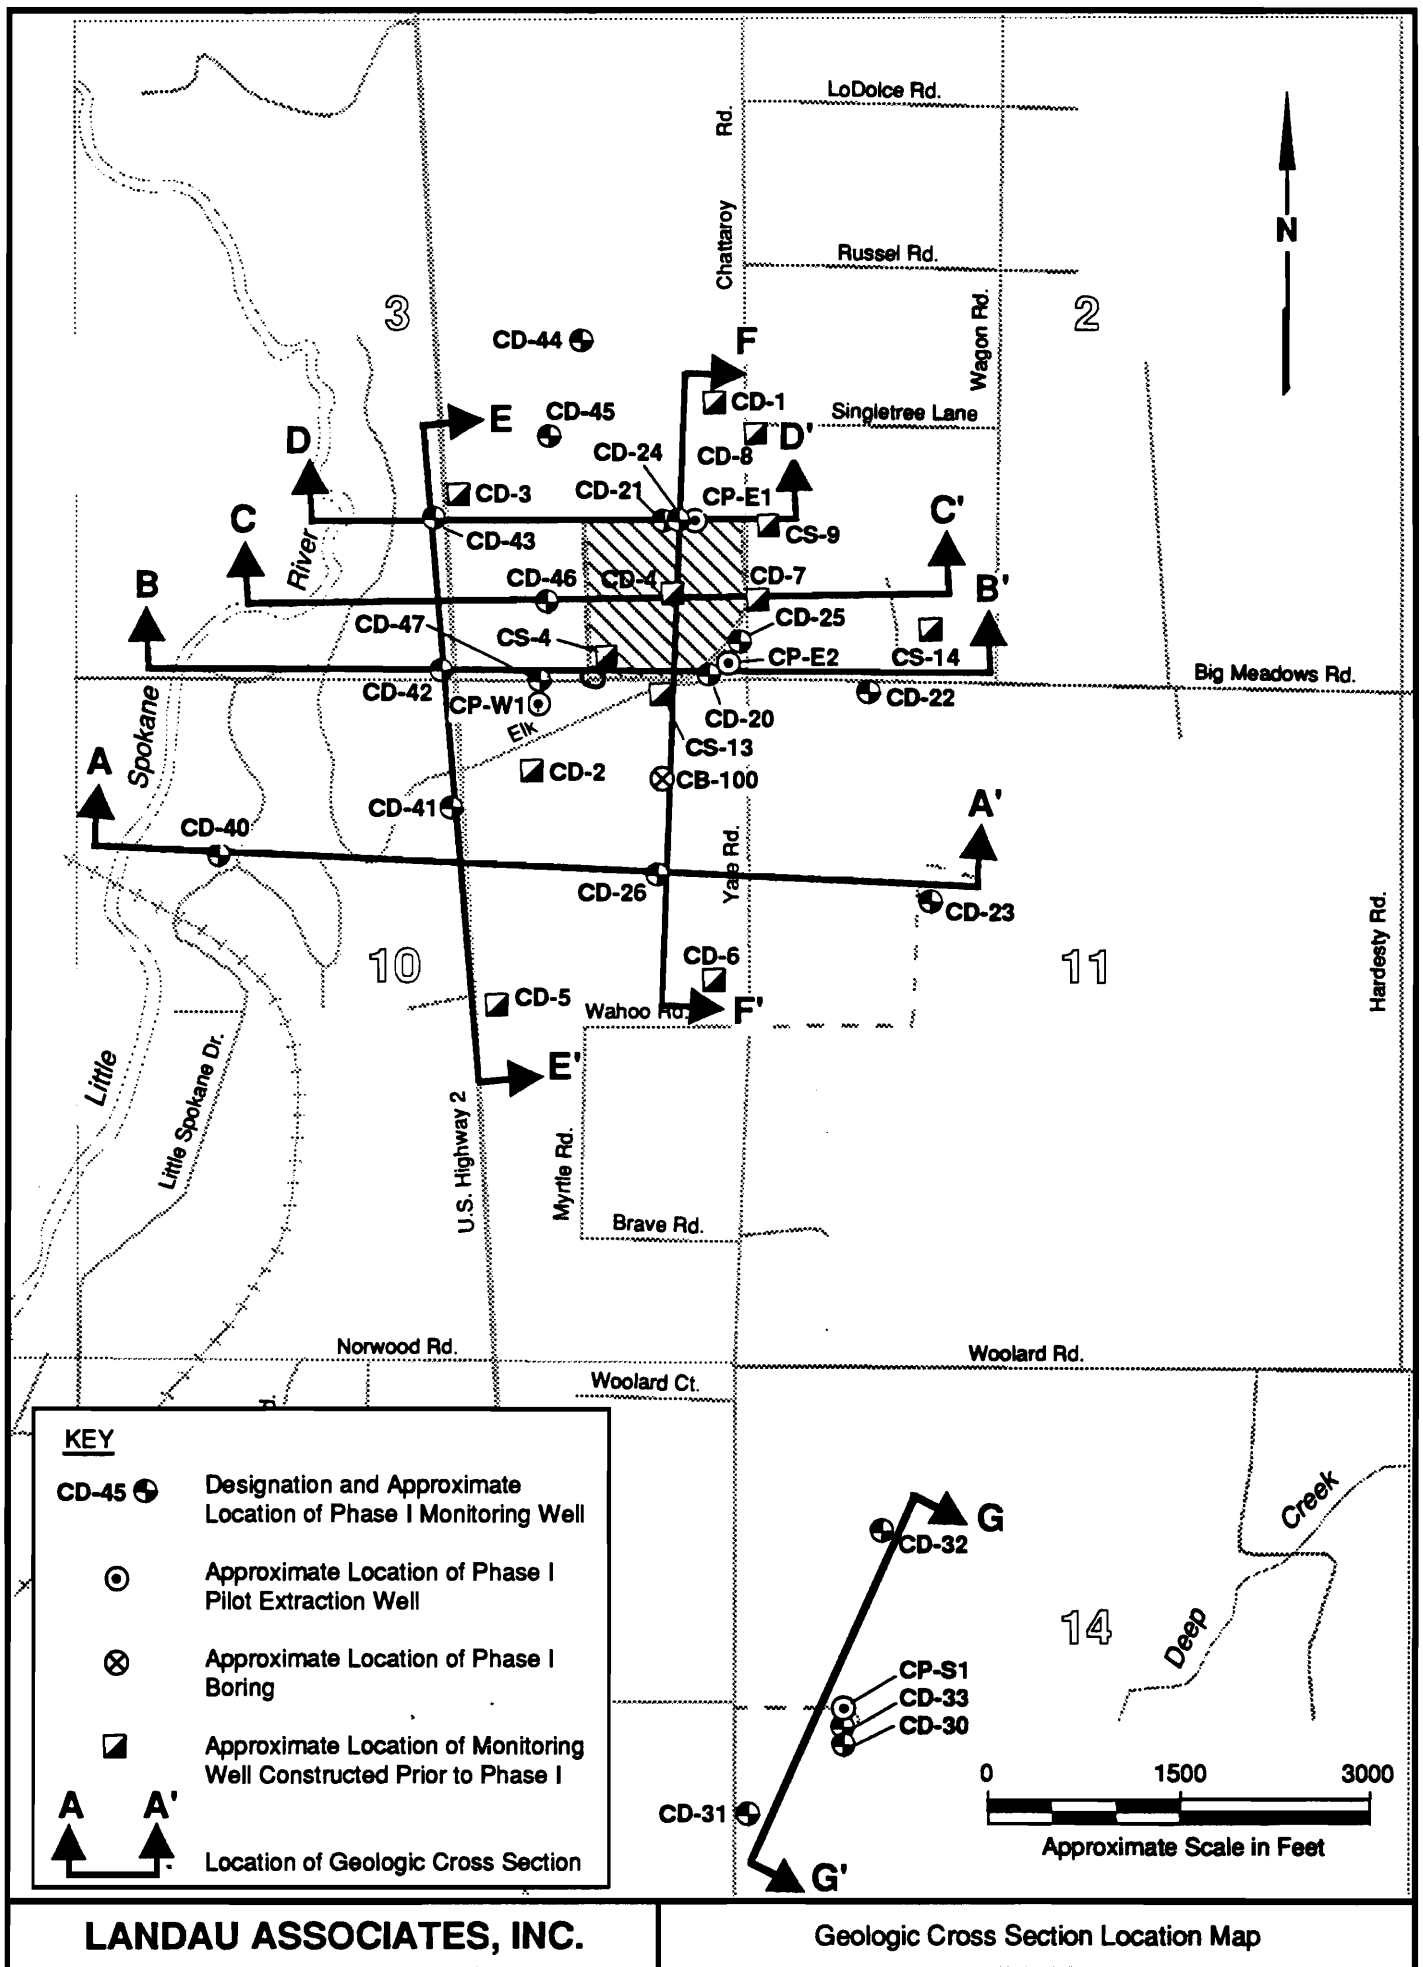 LoDolce Rd.
Chattaroy Rd.
Russel Rd.
N
3
2
Wagon Rd.
CD-44
F
CD-1
Singletree Lane
E
CD-45
D
D'
CD-24
CD-8
CD-3
CD-21
CP-E1
C
C'
CD-43
CS-9
River
B
CD-46
CD-4
CD-7
B'
CD-47
CS-4
CD-25
CP-E2
CS-14
CD-42
CP-W1
CD-22
Big Meadows Rd.
Spokane
Elk
CD-20
CS-13
A
CD-2
CB-100
CD-41
A'
CD-40
Yale Rd.
CD-26
CD-23
Hardesty Rd.
10
11
CD-6
CD-5
Wahoo Rd.
F'
Little
Little Spokane Dr.
E'
U.S. Highway 2
Myrtle Rd.
Brave Rd.
Norwood Rd.
Woolard Rd.
Woolard Ct.
KEY
CD-45 Designation and Approximate
Location of Phase I Monitoring Well
Approximate Location of Phase I
Pilot Extraction Well
Approximate Location of Phase I
Boring
Approximate Location of Monitoring
Well Constructed Prior to Phase I
A A'
Location of Geologic Cross Section
G
CD-32
Creek
14
Deep
CP-S1
CD-33
CD-30
CD-31
G'
0 1500 3000
Approximate Scale in Feet
LANDAU ASSOCIATES, INC.
Geologic Cross Section Location Map